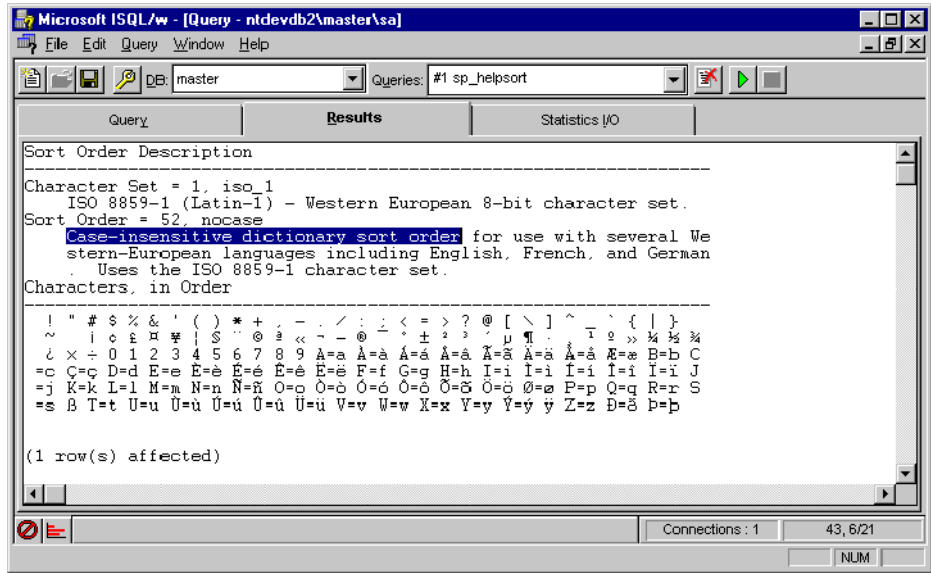 Microsoft ISQL/w - [Query - ntdevdb2\master\sa]
File Edit Query Window Help
DB: master Queries: #1 sp_helpsort
Query Results Statistics I/O
Sort Order Description
------------------------------------------------------------------
Character Set = 1, iso_1
ISO 8859-1 (Latin-1) - Western European 8-bit character set.
Sort Order = 52, nocase
Case-insensitive dictionary sort order for use with several We
stern-European languages including English, French, and German
. Uses the ISO 8859-1 character set.
Characters, in Order
------------------------------------------------------------------
! " # $ % & ' ( ) * + , - . / : ; < = > ? @ [ \ ] ^ _ ` { | }
~ ¡ ¢ £ ¤ ¥ ¦ § ¨ © ª « ¬ - ® ¯ ° ± ² ³ ´ µ ¶ · ¸ ¹ º » ¼ ½ ¾
¿ × ÷ 0 1 2 3 4 5 6 7 8 9 A=a À=à Á=á Â=â Ã=ã Ä=ä Å=å Æ=æ B=b C
=c Ç=ç D=d E=e È=è É=é Ê=ê Ë=ë F=f G=g H=h I=i Ì=ì Í=í Î=î Ï=ï J
=j K=k L=l M=m N=n Ñ=ñ O=o Ò=ò Ó=ó Ô=ô Õ=õ Ö=ö Ø=ø P=p Q=q R=r S
=s ß T=t U=u Ù=ù Ú=ú Û=û Ü=ü V=v W=w X=x Y=y Ý=ý ÿ Z=z Ð=ð Þ=þ
(1 row(s) affected)
Connections : 1 43, 6/21
NUM